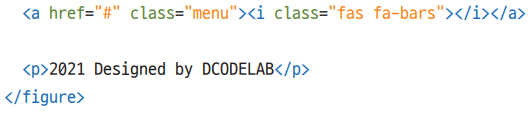 <a href="#" class="menu"><i class="fas fa-bars"></i></a>
<p>2021 Designed by DCODELAB</p>
</figure>